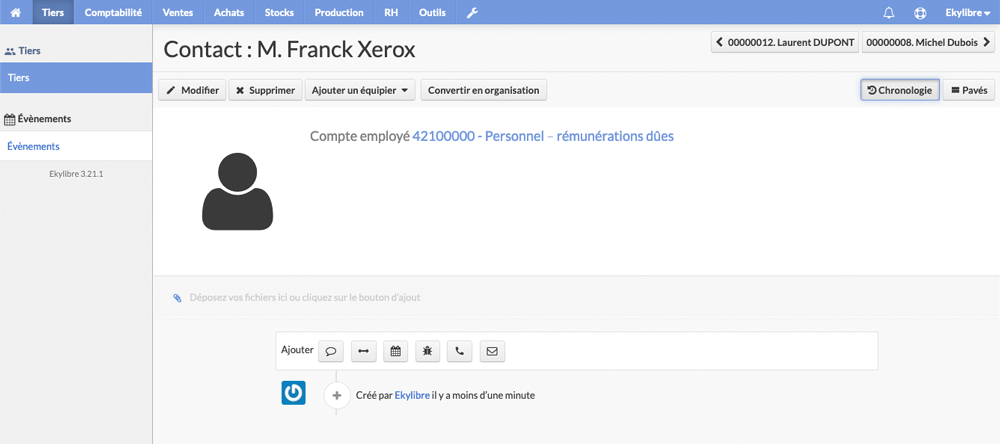 Tiers Comptabilité Ventes Achats Stocks Production RH Outils Ekylibre
Tiers
Tiers
Évènements
Évènements
Ekylibre 3.21.1
Contact : M. Franck Xerox
00000012. Laurent DUPONT 00000008. Michel Dubois
Modifier Supprimer Ajouter un équipier Convertir en organisation Chronologie Pavés
Compte employé 42100000 - Personnel – rémunérations dûes
Déposez vos fichiers ici ou cliquez sur le bouton d'ajout
Ajouter
Créé par Ekylibre il y a moins d'une minute